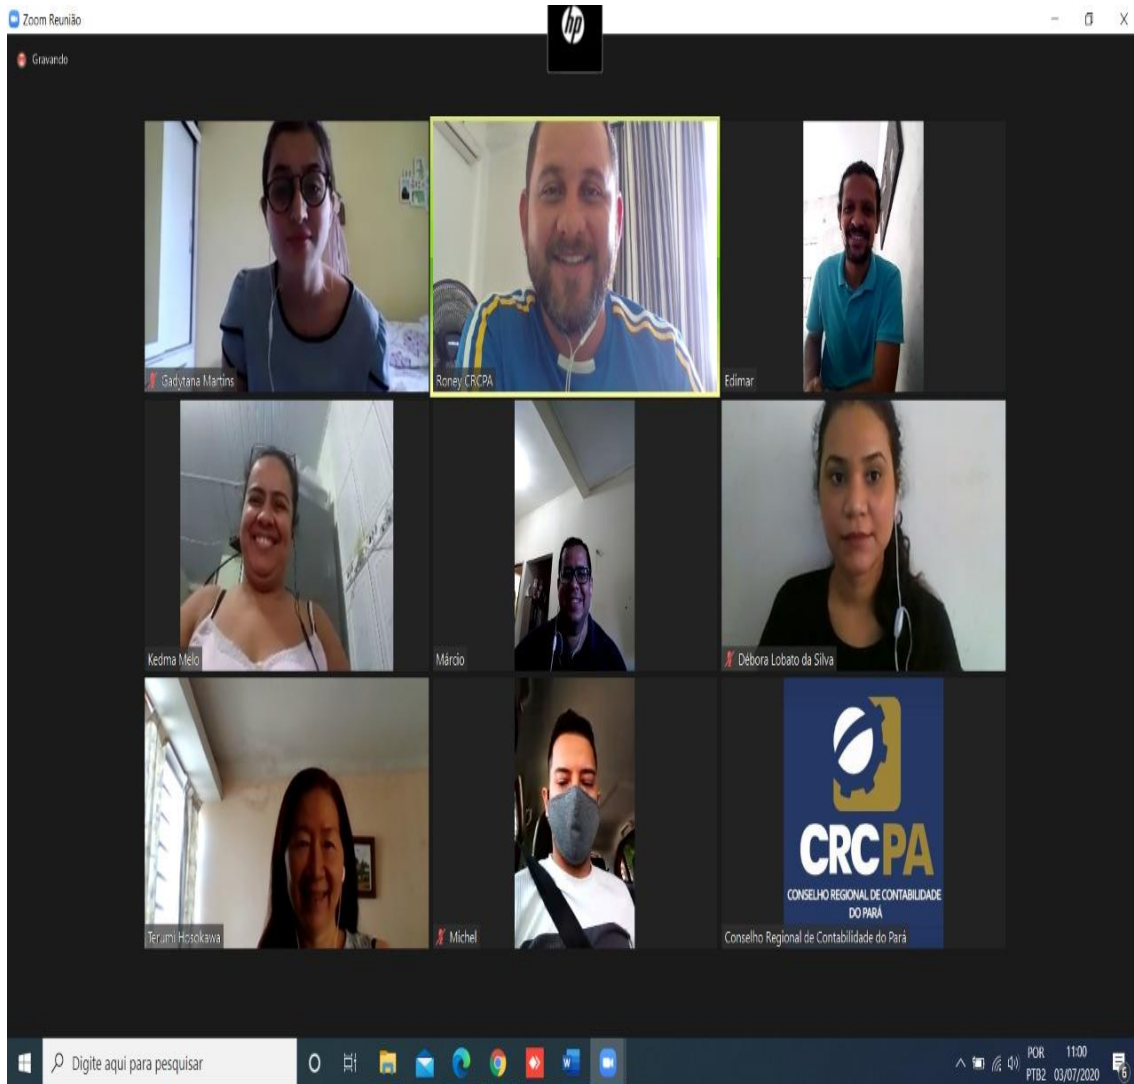 Zoom Reunião
hp
Gravando
Gadytana Martins
Roney CRCPA
Edimar
Kedma Melo
Márcio
Débora Lobato da Silva
Terumi Hosokawa
Michel
CRCPA
CONSELHO REGIONAL DE CONTABILIDADE
DO PARÁ
Conselho Regional de Contabilidade do Pará
Digite aqui para pesquisar
POR 11:00
PTB2 03/07/2020